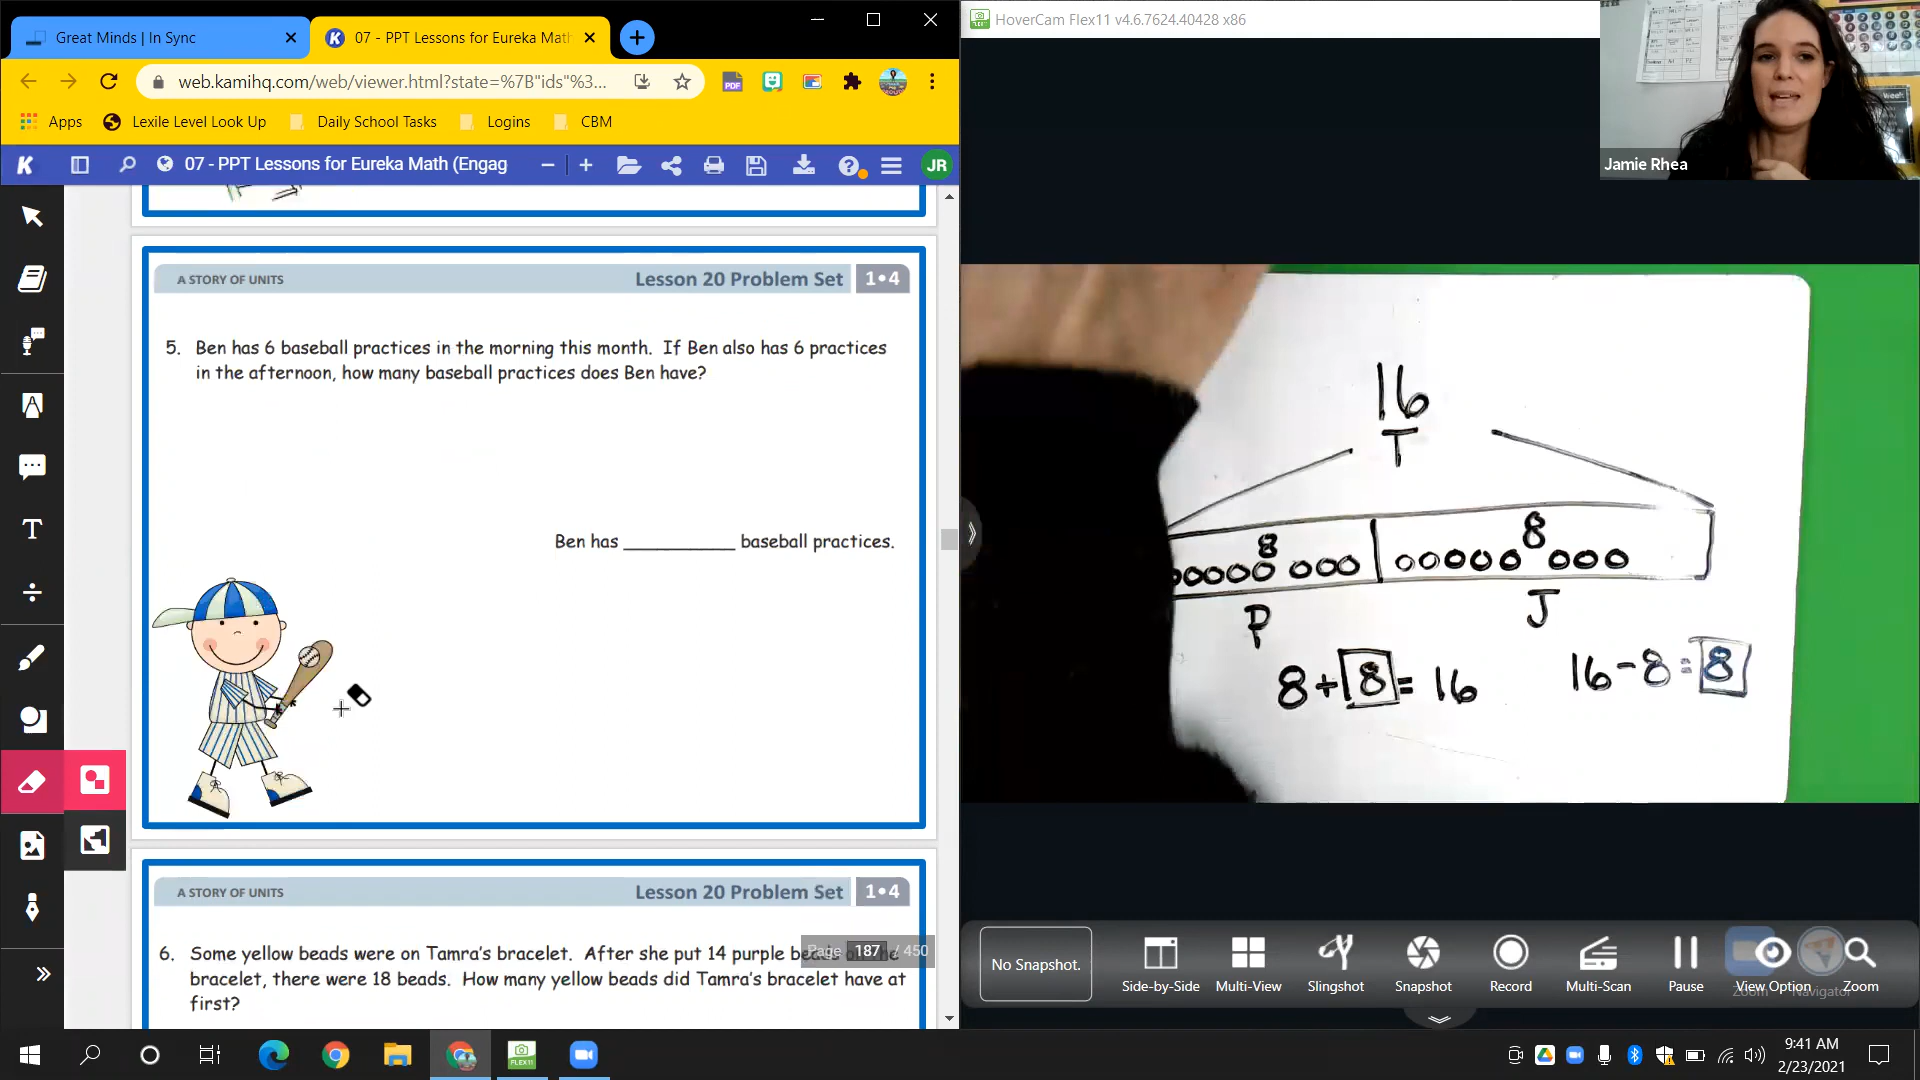 Great Minds | In Sync
07 - PPT Lessons for Eureka Math
HoverCam Flex11 v4.6.7624.40428 x86
web.kamihq.com/web/viewer.html?state=%7B"ids"%3...
PDF
Apps
Lexile Level Look Up
Daily School Tasks
Logins
CBM
K
07 - PPT Lessons for Eureka Math (Engag
JR
Jamie Rhea
A STORY OF UNITS
Lesson 20 Problem Set
1•4
5. Ben has 6 baseball practices in the morning this month. If Ben also has 6 practices
in the afternoon, how many baseball practices does Ben have?
Ben has __________ baseball practices.
A STORY OF UNITS
Lesson 20 Problem Set
1•4
6. Some yellow beads were on Tamra's bracelet. After she put 14 purple beads on the
bracelet, there were 18 beads. How many yellow beads did Tamra's bracelet have at
first?
Page 187 / 450
16
T
8
8
P
J
8 + 8 = 16
16 - 8 = 8
No Snapshot.
Side-by-Side
Multi-View
Slingshot
Snapshot
Record
Multi-Scan
Pause
View Option
Zoom
Zoom
Navigator
FLEX11
9:41 AM
2/23/2021